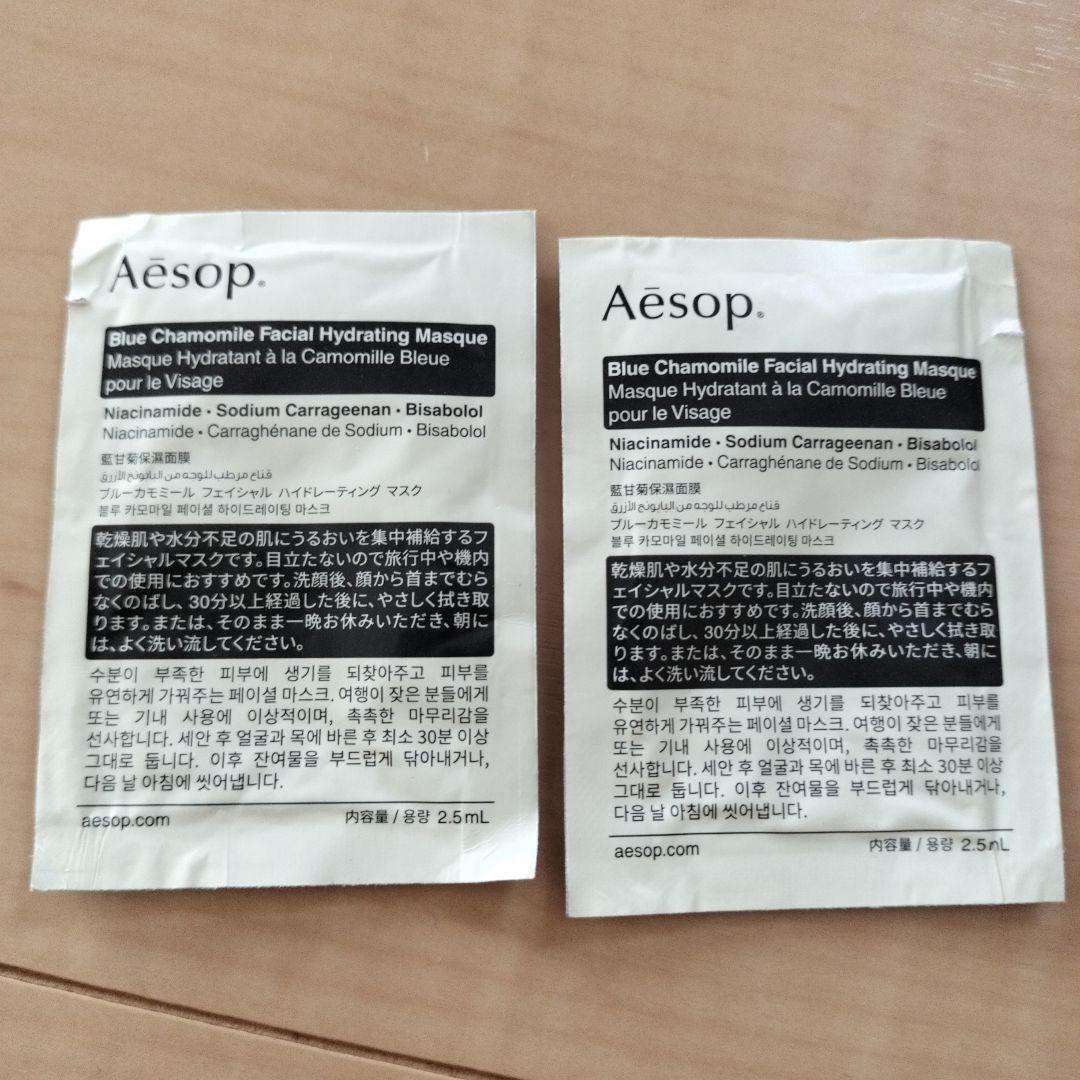 Aēsop®
Blue Chamomile Facial Hydrating Masque
Masque Hydratant à la Camomille Bleue
pour le Visage
Niacinamide • Sodium Carrageenan • Bisabolol
Niacinamide • Carraghénane de Sodium • Bisabolol
藍甘菊保濕面膜
قناع مرطب للوجه من البابونج الأزرق
ブルーカモミール フェイシャル ハイドレーティング マスク
블루 카모마일 페이셜 하이드레이팅 마스크
乾燥肌や水分不足の肌にうるおいを集中補給するフ
ェイシャルマスクです。目立たないので旅行中や機内
での使用におすすめです。洗顔後、顔から首までむら
なくのばし、30分以上経過した後に、やさしく拭き取
ります。または、そのまま一晩お休みいただき、朝に
は、よく洗い流してください。
수분이 부족한 피부에 생기를 되찾아주고 피부를
유연하게 가꿔주는 페이셜 마스크. 여행이 잦은 분들에게
또는 기내 사용에 이상적이며, 촉촉한 마무리감을
선사합니다. 세안 후 얼굴과 목에 바른 후 최소 30분 이상
그대로 둡니다. 이후 잔여물을 부드럽게 닦아내거나,
다음 날 아침에 씻어냅니다.
aesop.com 内容量 / 용량 2.5mL
Aēsop®
Blue Chamomile Facial Hydrating Masque
Masque Hydratant à la Camomille Bleue
pour le Visage
Niacinamide • Sodium Carrageenan • Bisabolol
Niacinamide • Carraghénane de Sodium • Bisabolol
藍甘菊保濕面膜
قناع مرطب للوجه من البابونج الأزرق
ブルーカモミール フェイシャル ハイドレーティング マスク
블루 카모마일 페이셜 하이드레이팅 마스크
乾燥肌や水分不足の肌にうるおいを集中補給するフ
ェイシャルマスクです。目立たないので旅行中や機内
での使用におすすめです。洗顔後、顔から首までむら
なくのばし、30分以上経過した後に、やさしく拭き取
ります。または、そのまま一晩お休みいただき、朝に
は、よく洗い流してください。
수분이 부족한 피부에 생기를 되찾아주고 피부를
유연하게 가꿔주는 페이셜 마스크. 여행이 잦은 분들에게
또는 기내 사용에 이상적이며, 촉촉한 마무리감을
선사합니다. 세안 후 얼굴과 목에 바른 후 최소 30분 이상
그대로 둡니다. 이후 잔여물을 부드럽게 닦아내거나,
다음 날 아침에 씻어냅니다.
aesop.com 内容量 / 용량 2.5mL